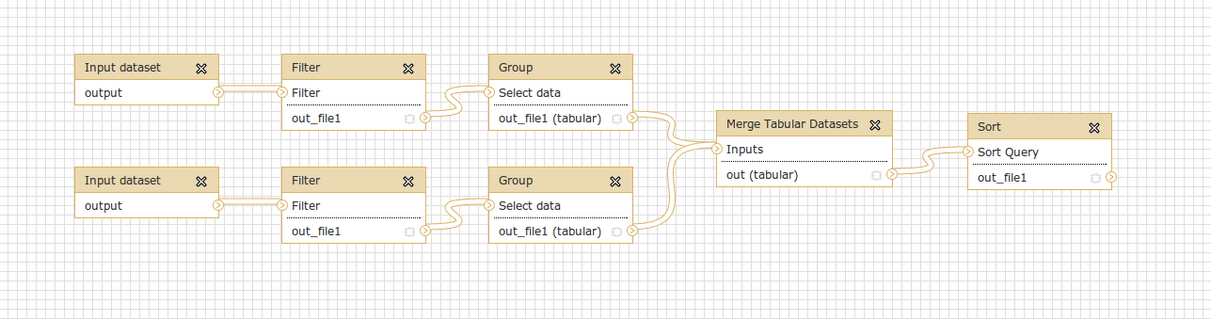 Input dataset
output
Filter
Filter
out_file1
Group
Select data
out_file1 (tabular)
Input dataset
output
Filter
Filter
out_file1
Group
Select data
out_file1 (tabular)
Merge Tabular Datasets
Inputs
out (tabular)
Sort
Sort Query
out_file1